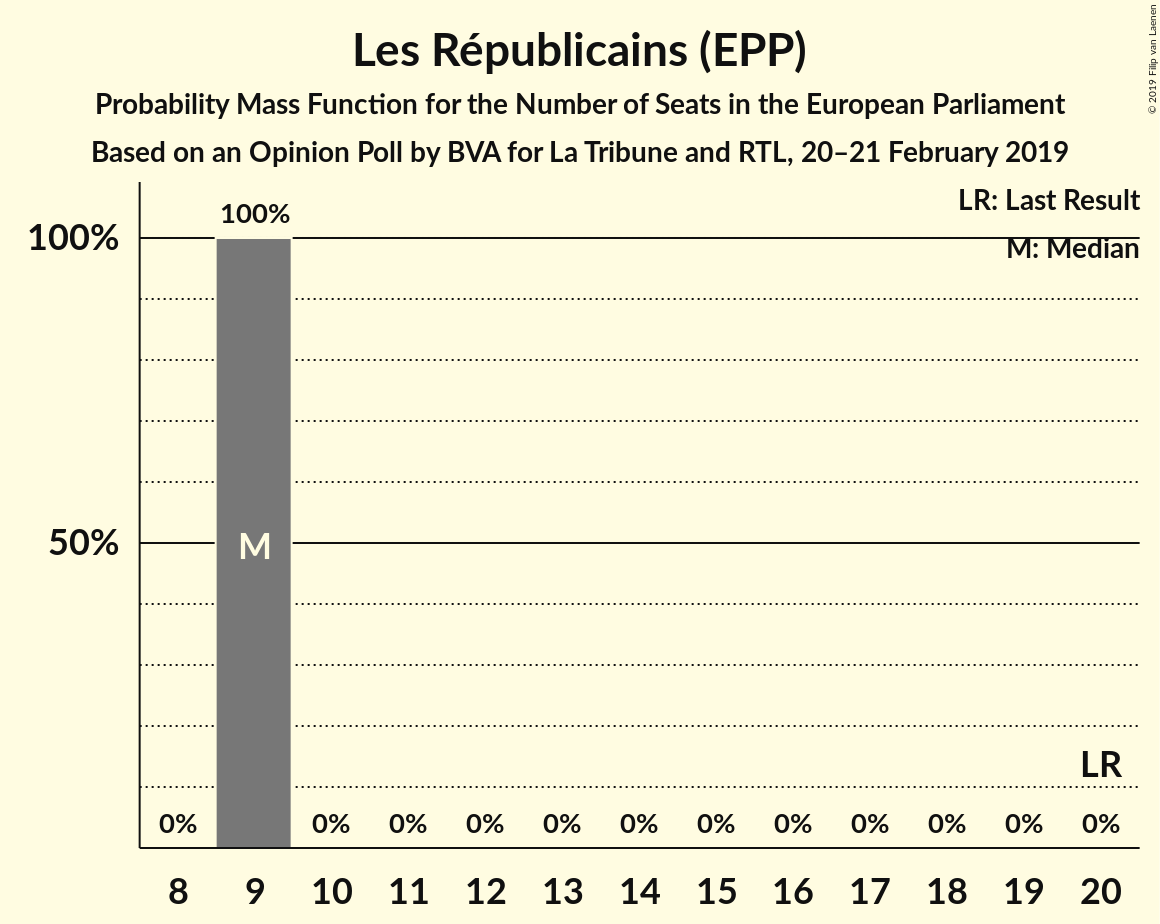 Les Républicains (EPP)
Probability Mass Function for the Number of Seats in the European Parliament
Based on an Opinion Poll by BVA for La Tribune and RTL, 20–21 February 2019
© 2019 Filip van Laenen
LR: Last Result
M: Median
100%
100%
50%
M
LR
0% 0% 0% 0% 0% 0% 0% 0% 0% 0% 0% 0%
8 9 10 11 12 13 14 15 16 17 18 19 20